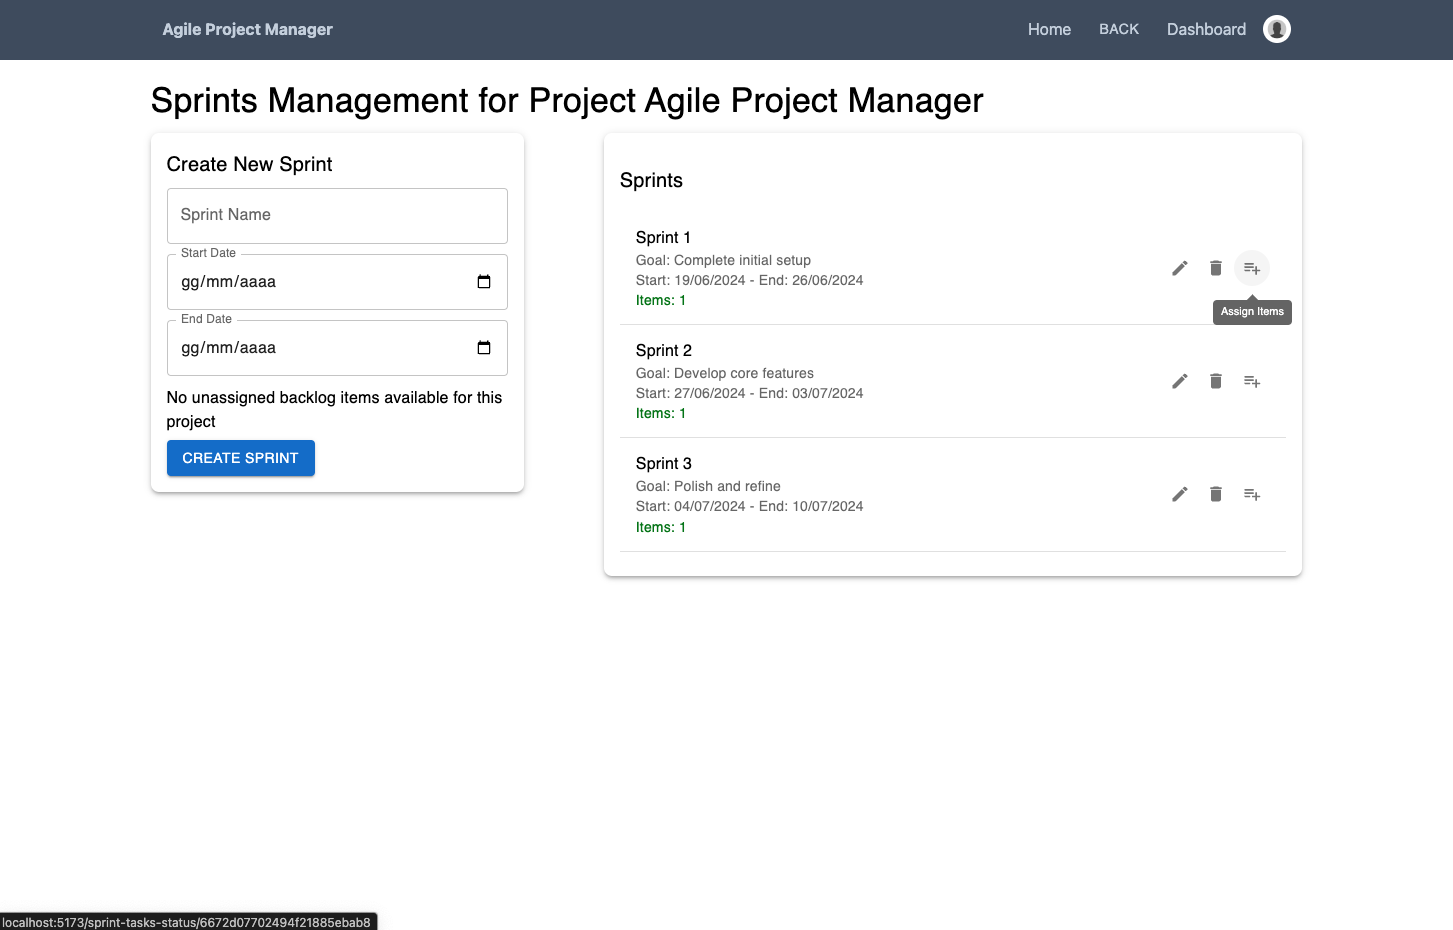 Agile Project Manager
Home
BACK
Dashboard
Sprints Management for Project Agile Project Manager
Create New Sprint
Sprint Name
Start Date
gg/mm/aaaa
End Date
gg/mm/aaaa
No unassigned backlog items available for this
project
CREATE SPRINT
Sprints
Sprint 1
Goal: Complete initial setup
Start: 19/06/2024 - End: 26/06/2024
Items: 1
Assign Items
Sprint 2
Goal: Develop core features
Start: 27/06/2024 - End: 03/07/2024
Items: 1
Sprint 3
Goal: Polish and refine
Start: 04/07/2024 - End: 10/07/2024
Items: 1
localhost:5173/sprint-tasks-status/6672d07702494f21885ebab8